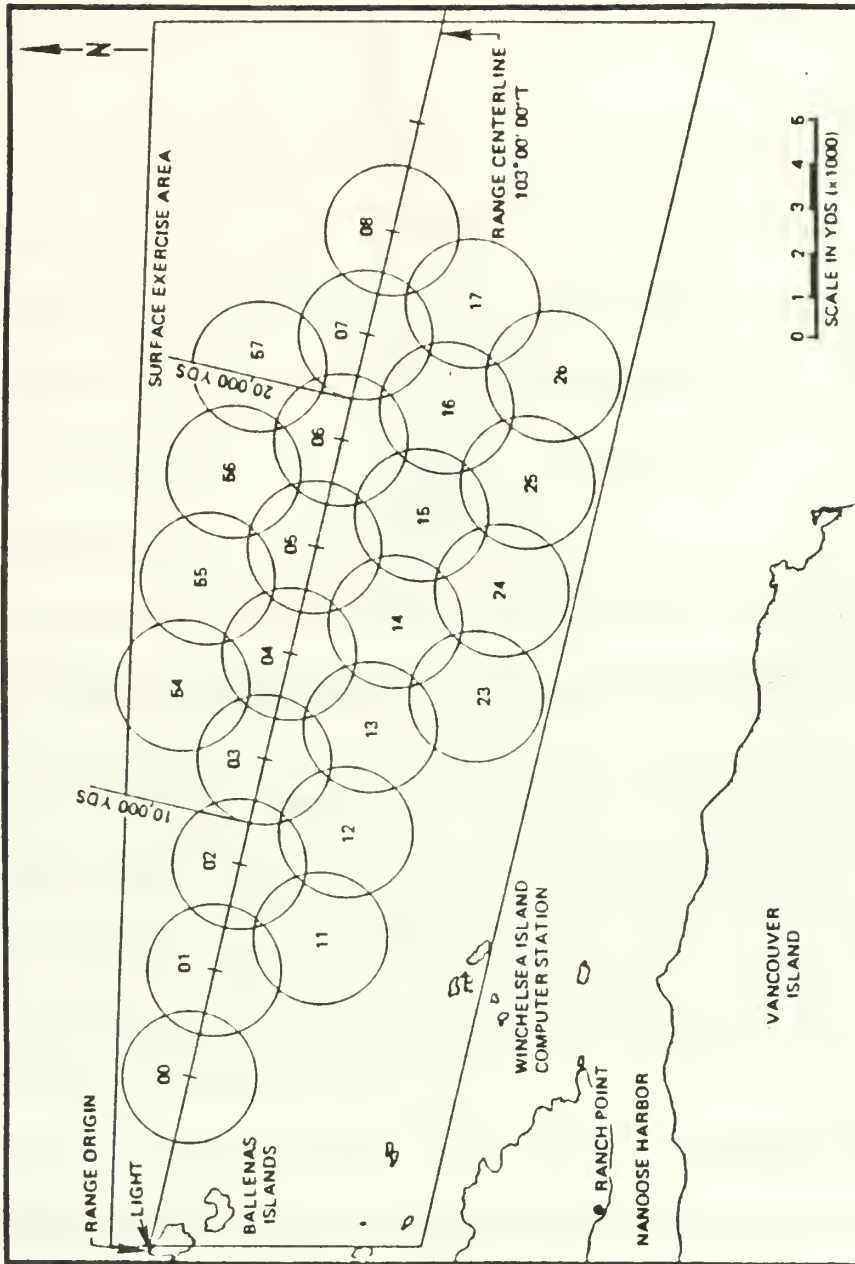 RANGE ORIGIN
LIGHT
BALLENAS
ISLANDS
SURFACE EXERCISE AREA
N
10,000 YDS
20,000 YDS
54
55
56
57
00
01
02
03
04
05
06
07
08
11
12
13
14
15
16
17
23
24
25
26
RANGE CENTERLINE
103° 00' 00"T
WINCHELSEA ISLAND
COMPUTER STATION
RANCH POINT
NANOOSE HARBOR
VANCOUVER
ISLAND
0 1 2 3 4 5
SCALE IN YDS (x1000)